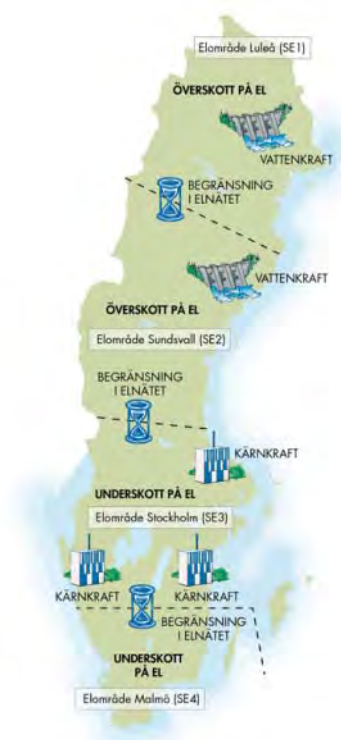 Elområde Luleå (SE1)
ÖVERSKOTT PÅ EL
VATTENKRAFT
BEGRÄNSNING
I ELNÄTET
VATTENKRAFT
ÖVERSKOTT PÅ EL
Elområde Sundsvall (SE2)
BEGRÄNSNING
I ELNÄTET
KÄRNKRAFT
UNDERSKOTT PÅ EL
Elområde Stockholm (SE3)
KÄRNKRAFT
KÄRNKRAFT
BEGRÄNSNING
I ELNÄTET
UNDERSKOTT
PÅ EL
Elområde Malmö (SE4)